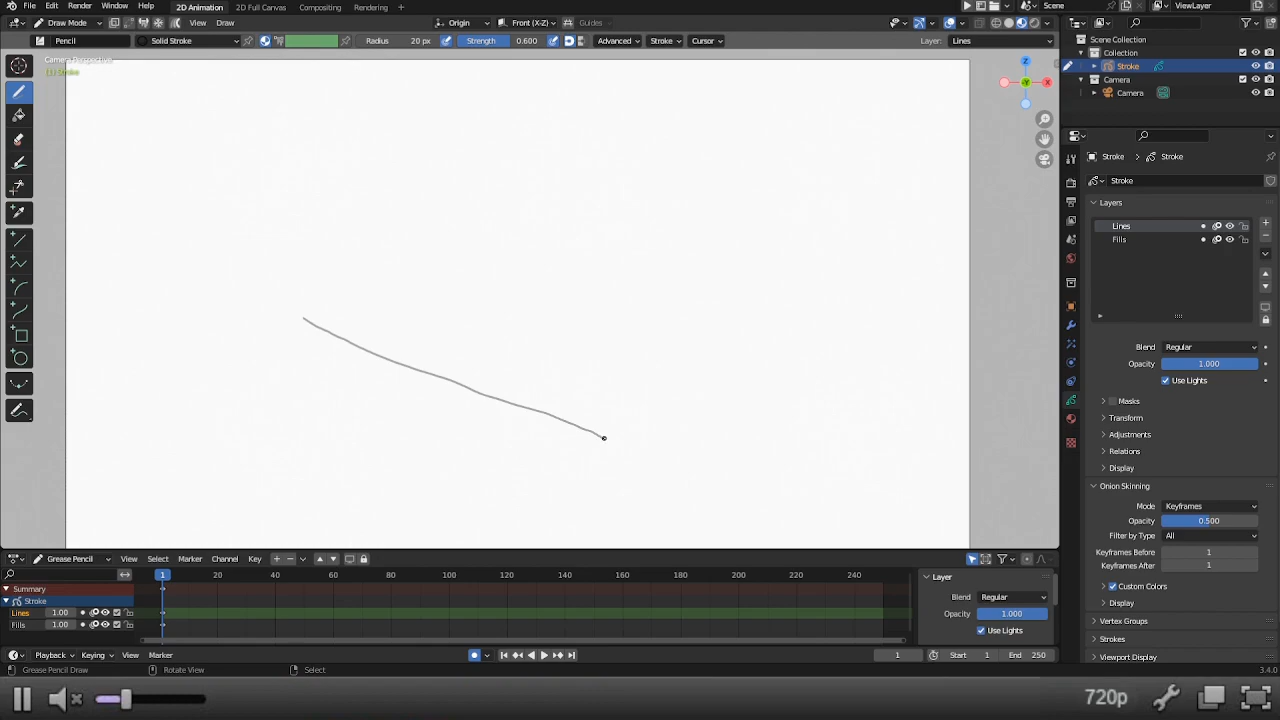 File Edit Render Window Help 2D Animation 2D Full Canvas Compositing Rendering + Scene ViewLayer
Draw Mode View Draw Origin Front (X-Z) Guides
Pencil Solid Stroke Radius 20 px Strength 0.600 Advanced Stroke Cursor Layer: Lines
Camera Perspective
(1) Stroke
Z
X
-Y
Scene Collection
Collection
Stroke
Camera
Camera
Stroke Stroke
Stroke
Layers
Lines
Fills
Blend Regular
Opacity 1.000
Use Lights
Masks
Transform
Adjustments
Relations
Display
Onion Skinning
Mode Keyframes
Opacity 0.500
Filter by Type All
Keyframes Before 1
Keyframes After 1
Custom Colors
Display
Vertex Groups
Strokes
Viewport Display
Grease Pencil View Select Marker Channel Key
1 20 40 60 80 100 120 140 160 180 200 220 240
Summary
Stroke
Lines 1.00
Fills 1.00
Layer
Blend Regular
Opacity 1.000
Use Lights
Playback Keying View Marker 1 Start 1 End 250
Grease Pencil Draw Rotate View Select 3.4.0
720p